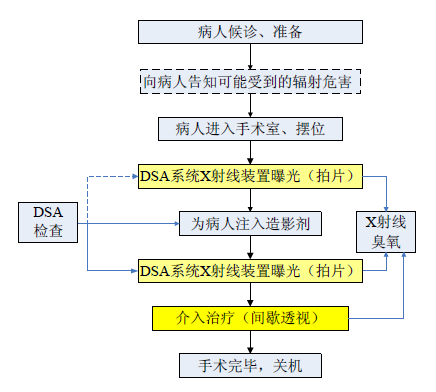 病人候诊、准备
向病人告知可能受到的辐射危害
病人进入手术室、摆位
DSA系统X射线装置曝光（拍片）
DSA
检查
为病人注入造影剂
X射线
臭氧
DSA系统X射线装置曝光（拍片）
介入治疗（间歇透视）
手术完毕，关机